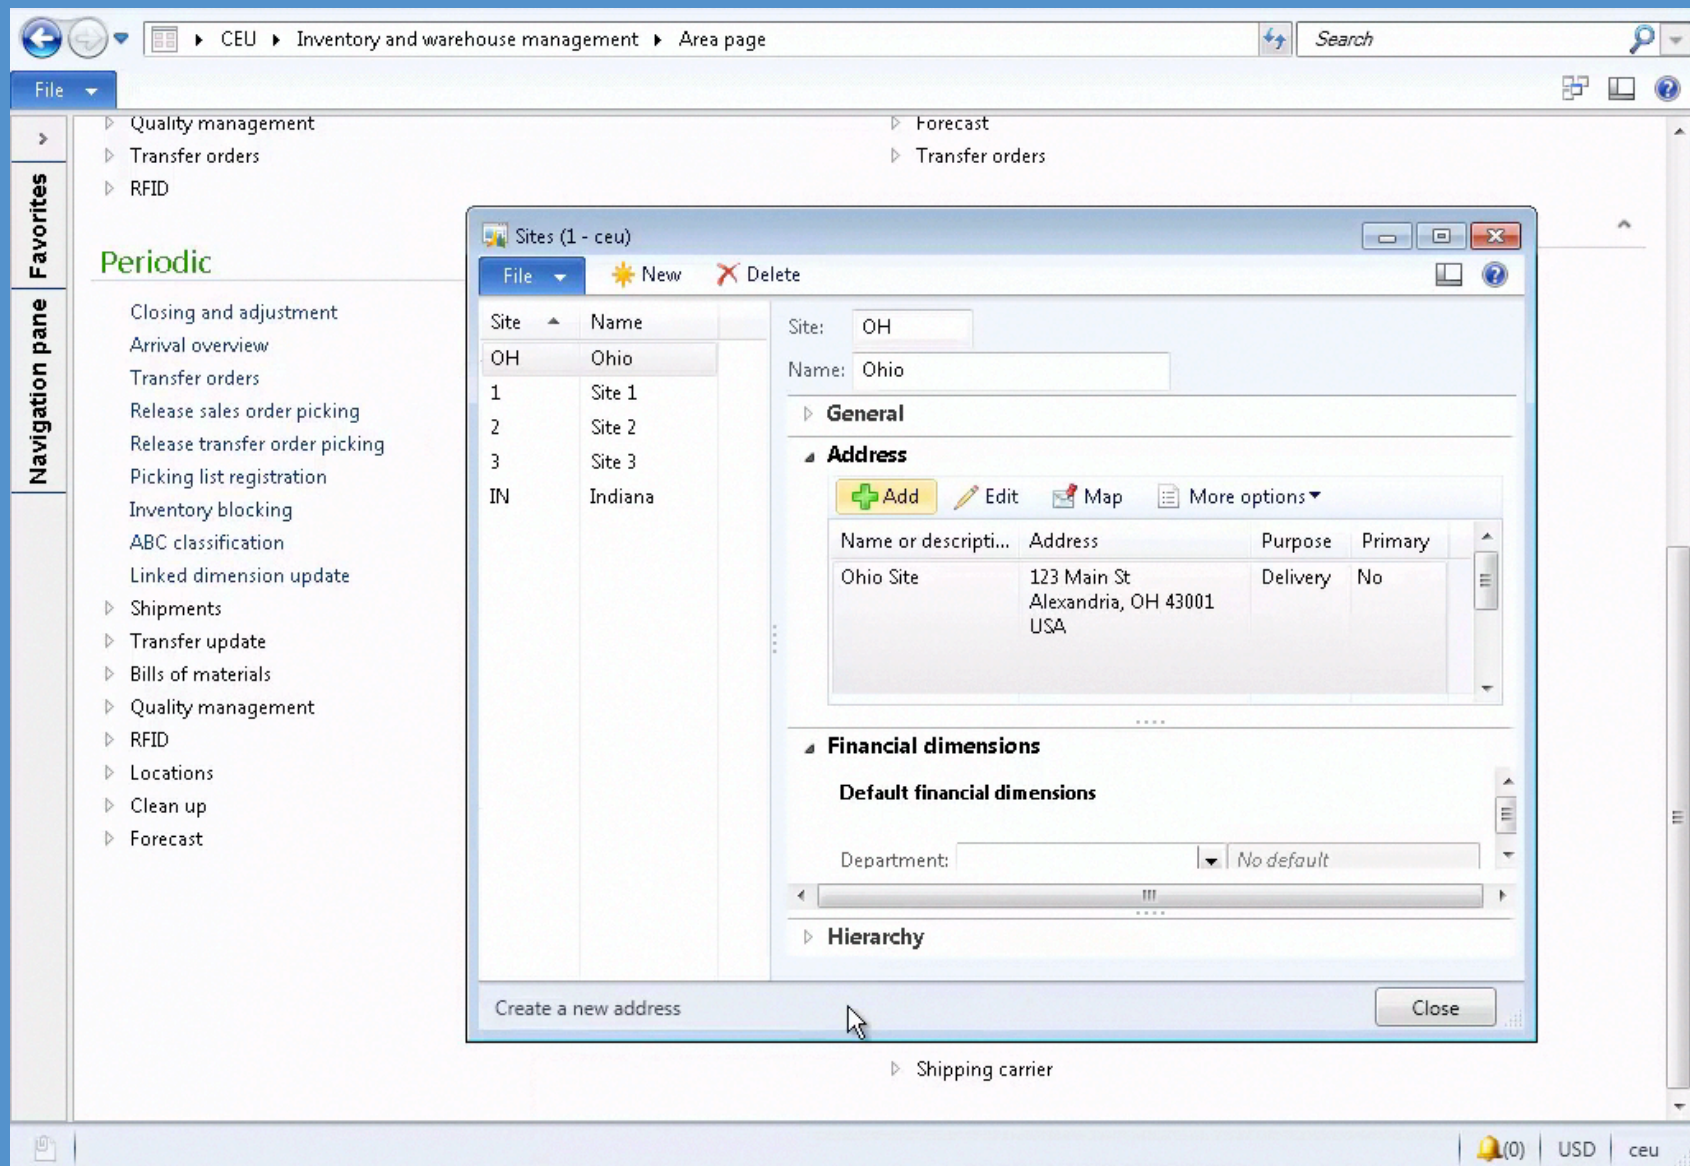 CEU Inventory and warehouse management Area page
Search
File
Favorites
Navigation pane
Quality management
Transfer orders
RFID
Forecast
Transfer orders
Periodic
Closing and adjustment
Arrival overview
Transfer orders
Release sales order picking
Release transfer order picking
Picking list registration
Inventory blocking
ABC classification
Linked dimension update
Shipments
Transfer update
Bills of materials
Quality management
RFID
Locations
Clean up
Forecast
Sites (1 - ceu)
File New Delete
Site Name
OH Ohio
1 Site 1
2 Site 2
3 Site 3
IN Indiana
Site: OH
Name: Ohio
General
Address
Add Edit Map More options
Name or descripti... Address Purpose Primary
Ohio Site 123 Main St Delivery No
Alexandria, OH 43001
USA
Financial dimensions
Default financial dimensions
Department: No default
Hierarchy
Create a new address
Close
Shipping carrier
(0) USD ceu